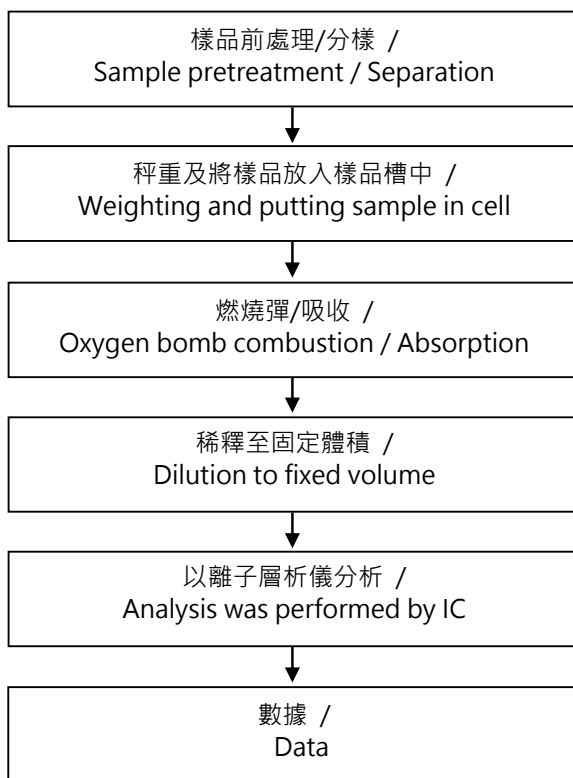 樣品前處理/分樣 /
Sample pretreatment / Separation
秤重及將樣品放入樣品槽中 /
Weighting and putting sample in cell
燃燒彈/吸收 /
Oxygen bomb combustion / Absorption
稀釋至固定體積 /
Dilution to fixed volume
以離子層析儀分析 /
Analysis was performed by IC
數據 /
Data